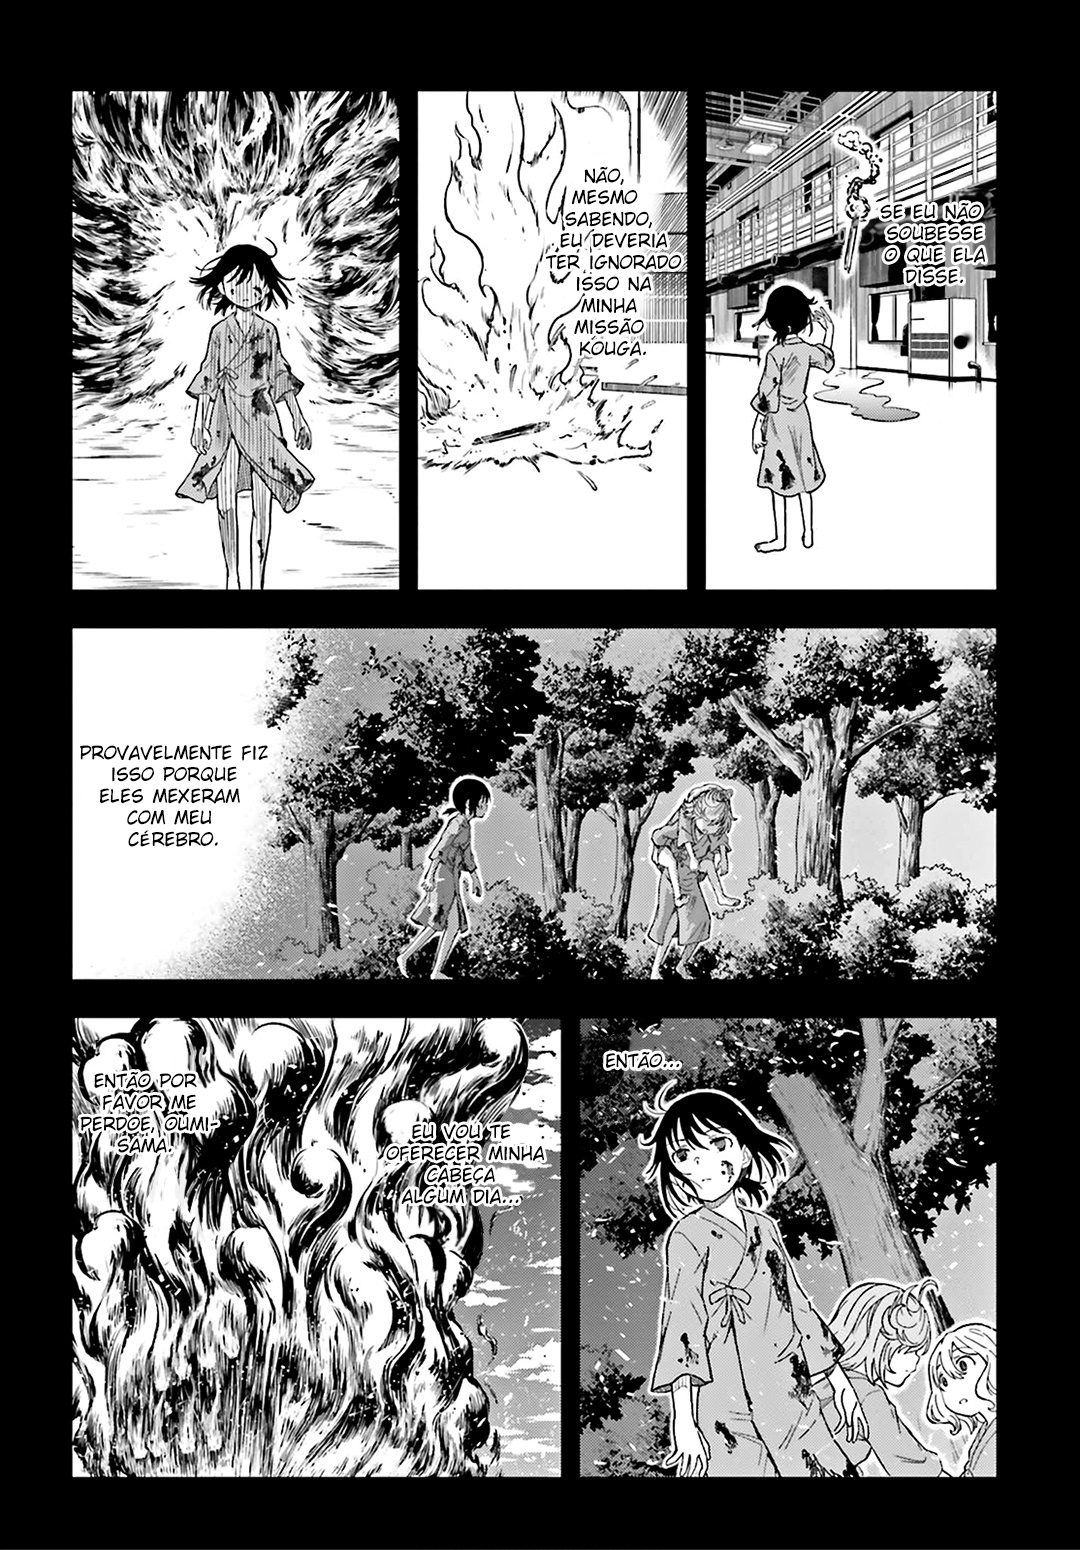 SE EU NÃO
SOUBESSE
O QUE ELA
DISSE.
NÃO,
MESMO
SABENDO,
EU DEVERIA
TER IGNORADO
ISSO NA
MINHA
MISSÃO
KOUGA.
PROVAVELMENTE FIZ
ISSO PORQUE
ELES MEXERAM
COM MEU
CÉREBRO.
ENTÃO...
EU VOU TE
OFERECER MINHA
CABEÇA
ALGUM DIA...
ENTÃO POR
FAVOR ME
PERDOE, OUMI-
SAMA.